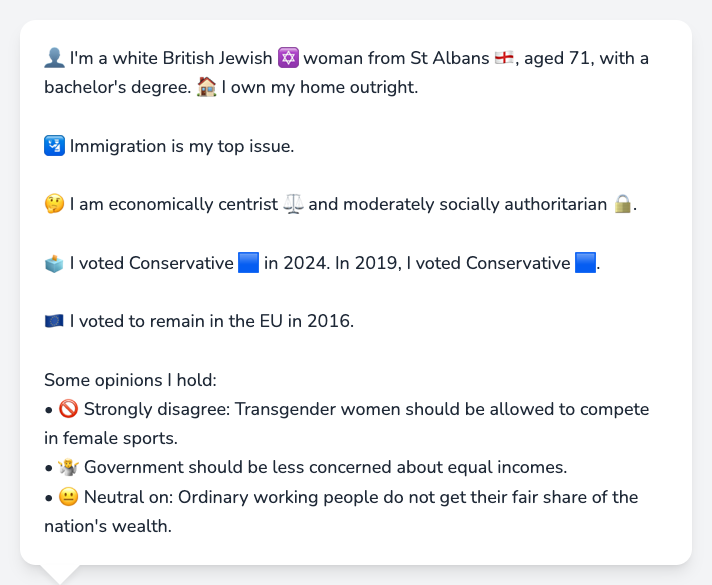 👤 I'm a white British Jewish ✡️ woman from St Albans 🏴󠁧󠁢󠁥󠁮󠁧󠁿, aged 71, with a
bachelor's degree. 🏠 I own my home outright.
🛂 Immigration is my top issue.
🤔 I am economically centrist ⚖️ and moderately socially authoritarian 🔒.
🗳️ I voted Conservative 🟦 in 2024. In 2019, I voted Conservative 🟦.
🇪🇺 I voted to remain in the EU in 2016.
Some opinions I hold:
• 🚫 Strongly disagree: Transgender women should be allowed to compete
in female sports.
• 🤷 Government should be less concerned about equal incomes.
• 😐 Neutral on: Ordinary working people do not get their fair share of the
nation's wealth.